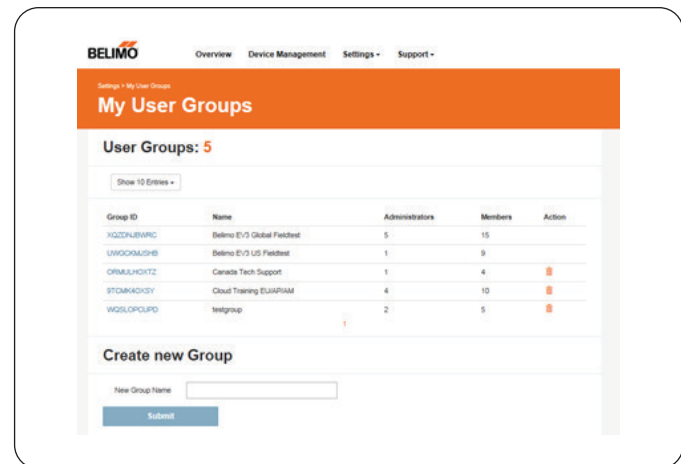 BELIMO
Overview Device Management Settings Support
Settings > My User Groups
My User Groups
User Groups: 5
Show 10 Entries
Group ID Name Administrators Members Action
XQZDNJBWRC Belimo EV3 Global Fieldtest 5 15
UWGCKMJSHB Belimo EV3 US Fieldtest 1 9
ORMULHOXTZ Canada Tech Support 1 4
9TCMK4OXSY Cloud Training EU/AP/AM 4 10
WQSLOPCUPD testgroup 2 5
1
Create new Group
New Group Name
Submit